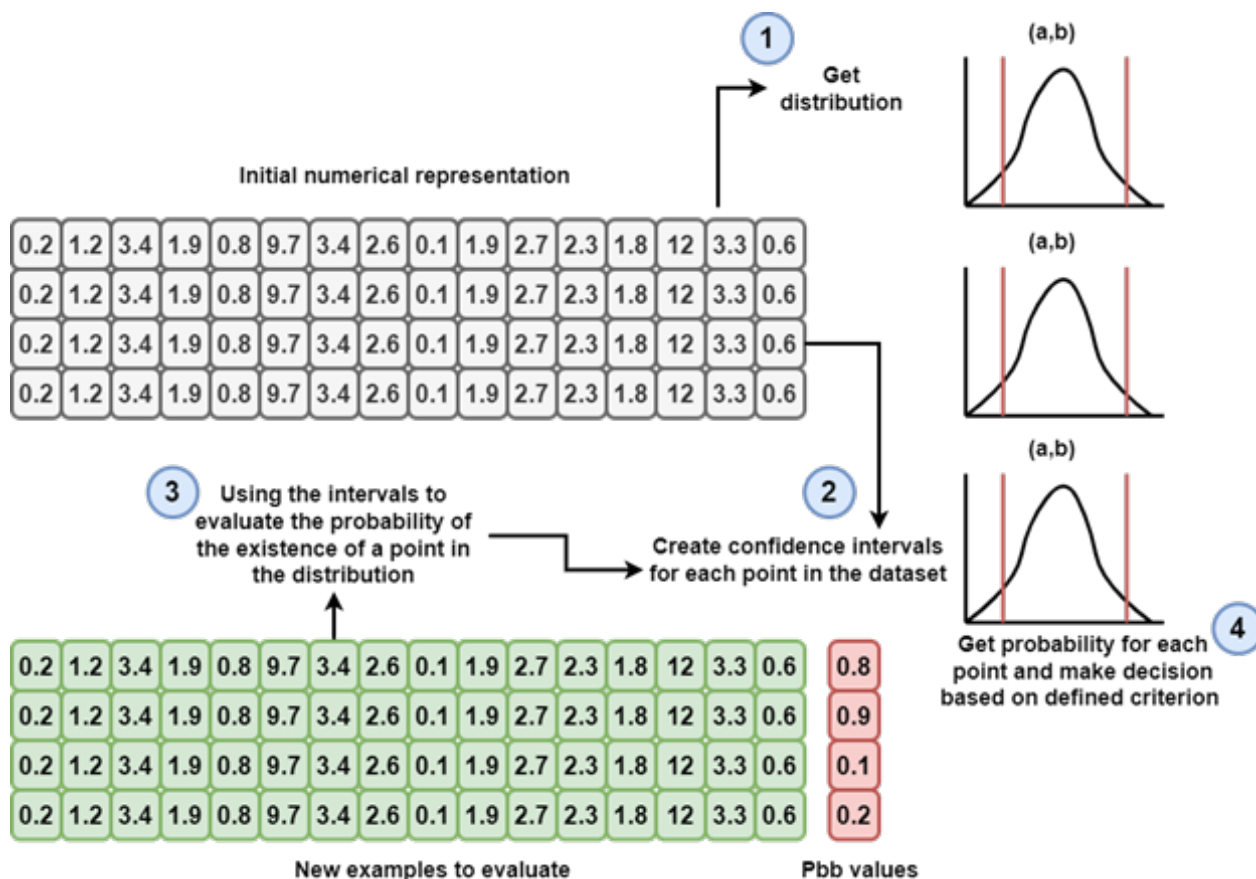 1
Get
distribution
(a,b)
Initial numerical representation
0.2 1.2 3.4 1.9 0.8 9.7 3.4 2.6 0.1 1.9 2.7 2.3 1.8 12 3.3 0.6
0.2 1.2 3.4 1.9 0.8 9.7 3.4 2.6 0.1 1.9 2.7 2.3 1.8 12 3.3 0.6
0.2 1.2 3.4 1.9 0.8 9.7 3.4 2.6 0.1 1.9 2.7 2.3 1.8 12 3.3 0.6
0.2 1.2 3.4 1.9 0.8 9.7 3.4 2.6 0.1 1.9 2.7 2.3 1.8 12 3.3 0.6
(a,b)
(a,b)
2
Create confidence intervals
for each point in the dataset
3
Using the intervals to
evaluate the probability of
the existence of a point in
the distribution
4
Get probability for each
point and make decision
based on defined criterion
0.2 1.2 3.4 1.9 0.8 9.7 3.4 2.6 0.1 1.9 2.7 2.3 1.8 12 3.3 0.6 0.8
0.2 1.2 3.4 1.9 0.8 9.7 3.4 2.6 0.1 1.9 2.7 2.3 1.8 12 3.3 0.6 0.9
0.2 1.2 3.4 1.9 0.8 9.7 3.4 2.6 0.1 1.9 2.7 2.3 1.8 12 3.3 0.6 0.1
0.2 1.2 3.4 1.9 0.8 9.7 3.4 2.6 0.1 1.9 2.7 2.3 1.8 12 3.3 0.6 0.2
New examples to evaluate
Pbb values